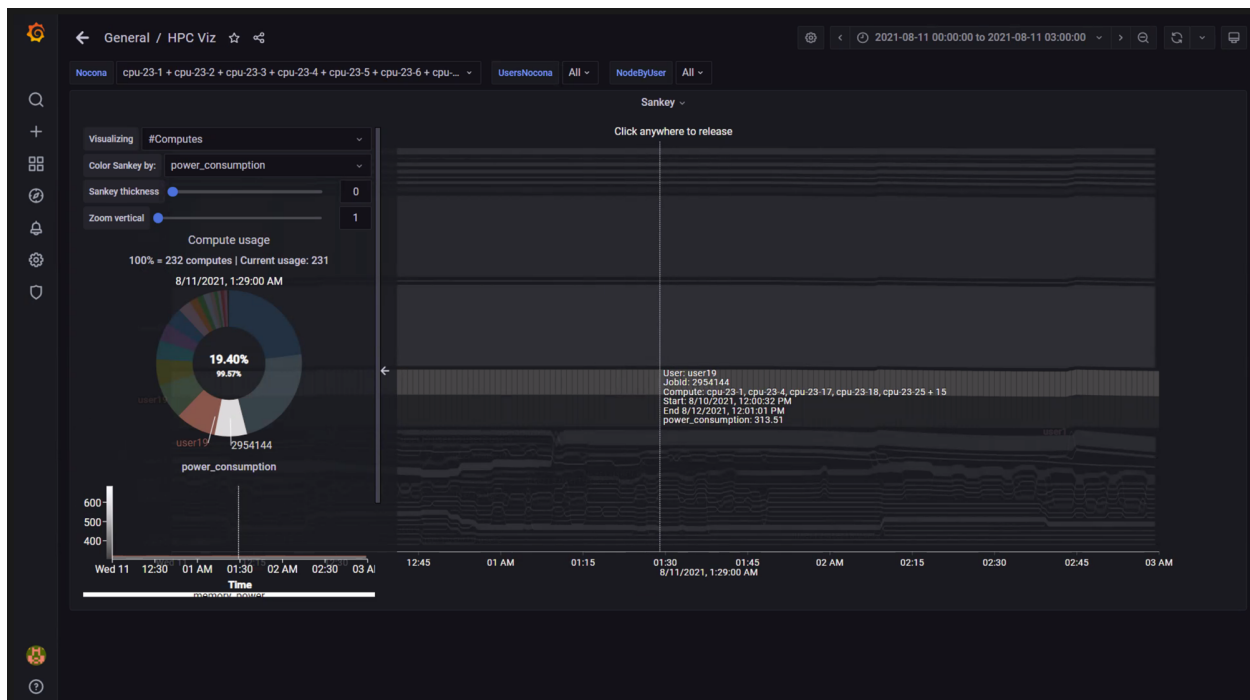 General / HPC Viz
2021-08-11 00:00:00 to 2021-08-11 03:00:00
Nocona cpu-23-1 + cpu-23-2 + cpu-23-3 + cpu-23-4 + cpu-23-5 + cpu-23-6 + cpu-... UsersNocona All NodeByUser All
Sankey
Click anywhere to release
Visualizing #Computes
Color Sankey by: power_consumption
Sankey thickness 0
Zoom vertical 1
Compute usage
100% = 232 computes | Current usage: 231
8/11/2021, 1:29:00 AM
19.40%
99.57%
user19
2954144
power_consumption
600
500
400
Wed 11 12:30 01 AM 01:30 02 AM 02:30 03 A
Time
memory_power
User: user19
JobId: 2954144
Compute: cpu-23-1, cpu-23-4, cpu-23-17, cpu-23-18, cpu-23-25 + 15
Start: 8/10/2021, 12:00:32 PM
End 8/12/2021, 12:01:01 PM
power_consumption: 313.51
12:45 01 AM 01:15 01:30 01:45 02 AM 02:15 02:30 02:45 03 AM
8/11/2021, 1:29:00 AM